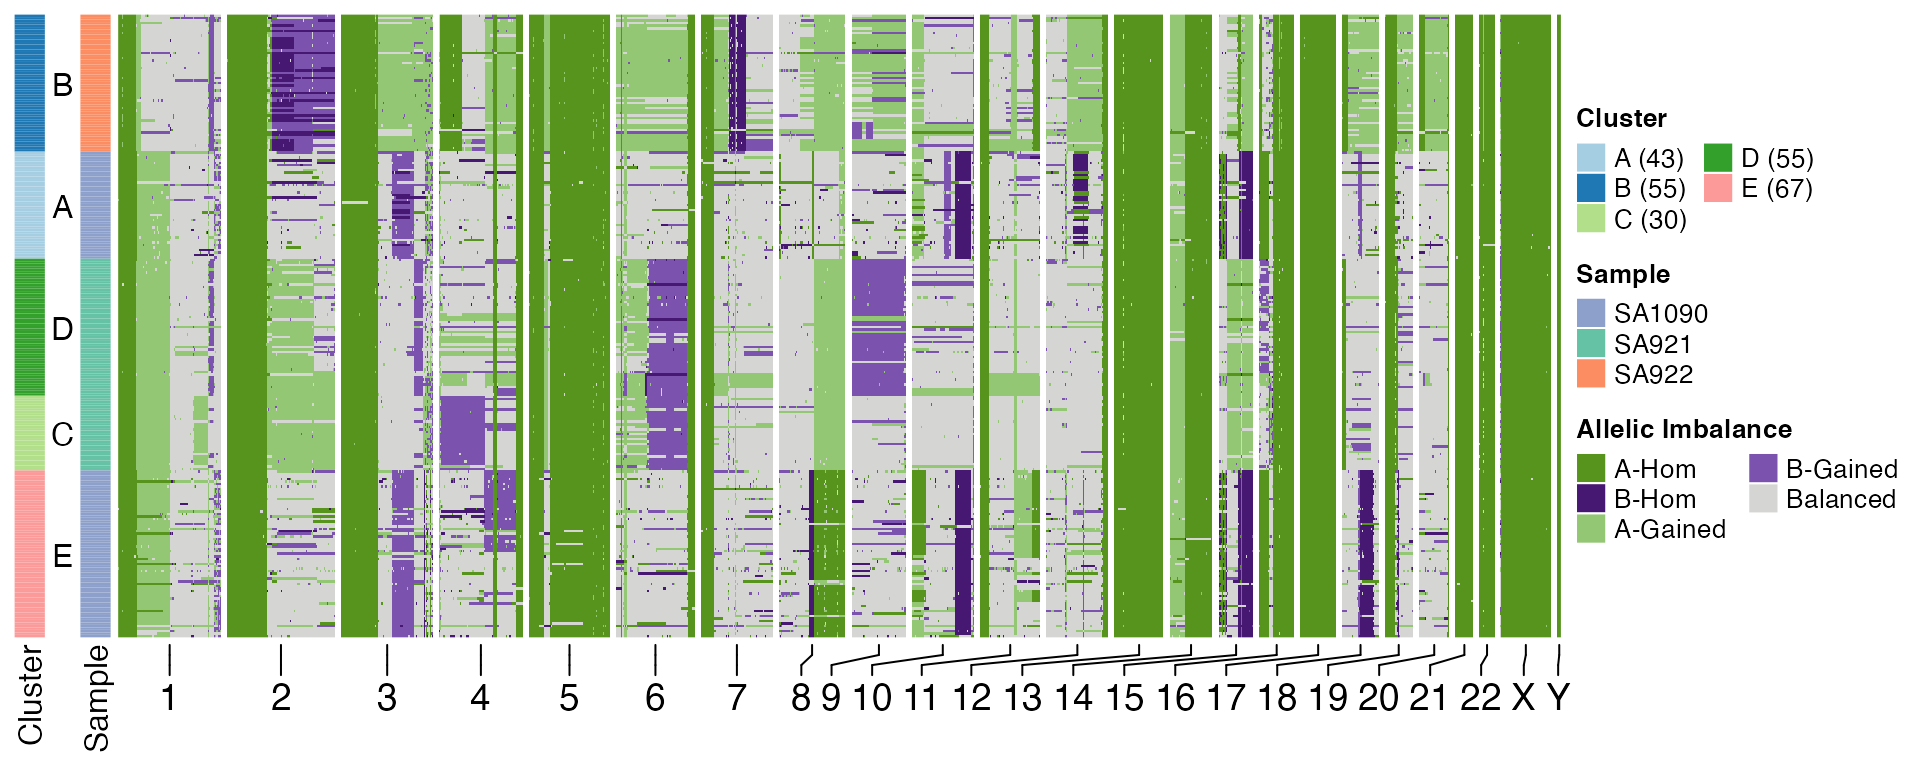 B
A
D
C
E
Cluster
Sample
1 2 3 4 5 6 7 8 9 10 11 12 13 14 15 16 17 18 19 20 21 22 X Y
Cluster
A (43) D (55)
B (55) E (67)
C (30)
Sample
SA1090
SA921
SA922
Allelic Imbalance
A-Hom B-Gained
B-Hom Balanced
A-Gained